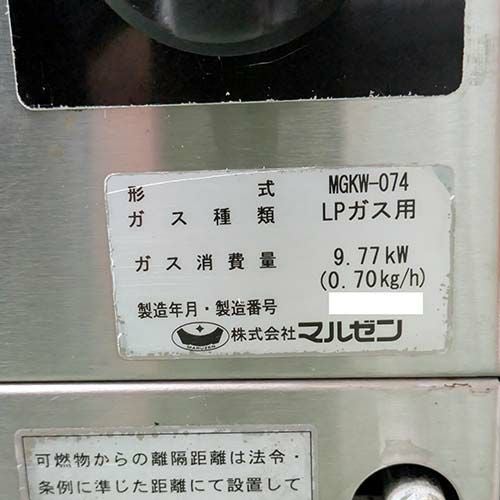 形式 MGKW-074
ガス種類 LPガス用
ガス消費量 9.77kW
(0.70kg/h)
製造年月・製造番号
MARUZEN 株式会社マルゼン
可燃物からの離隔距離は法令・
条例に準じた距離にて設置して